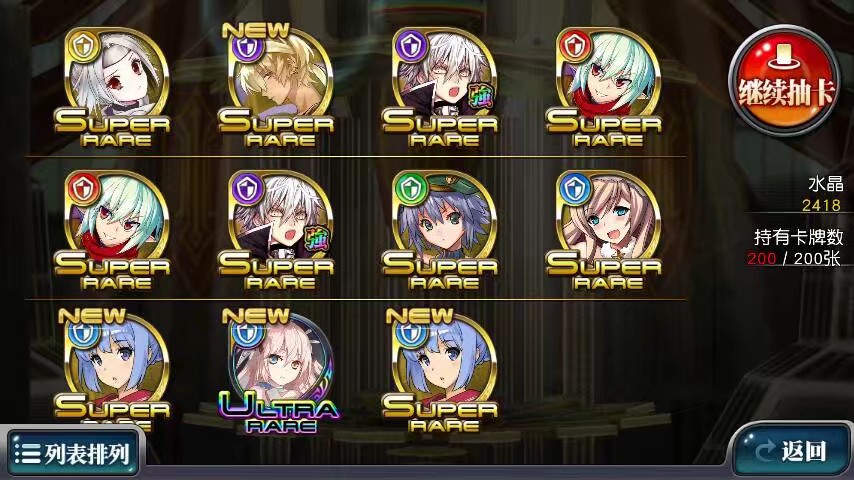 NEW
SUPER RARE
SUPER RARE
強
SUPER RARE
SUPER RARE
继续抽卡
水晶
2418
持有卡牌数
200 / 200张
SUPER RARE
強
SUPER RARE
SUPER RARE
SUPER RARE
NEW
NEW
NEW
SUPER RARE
ULTRA RARE
SUPER RARE
列表排列
返回